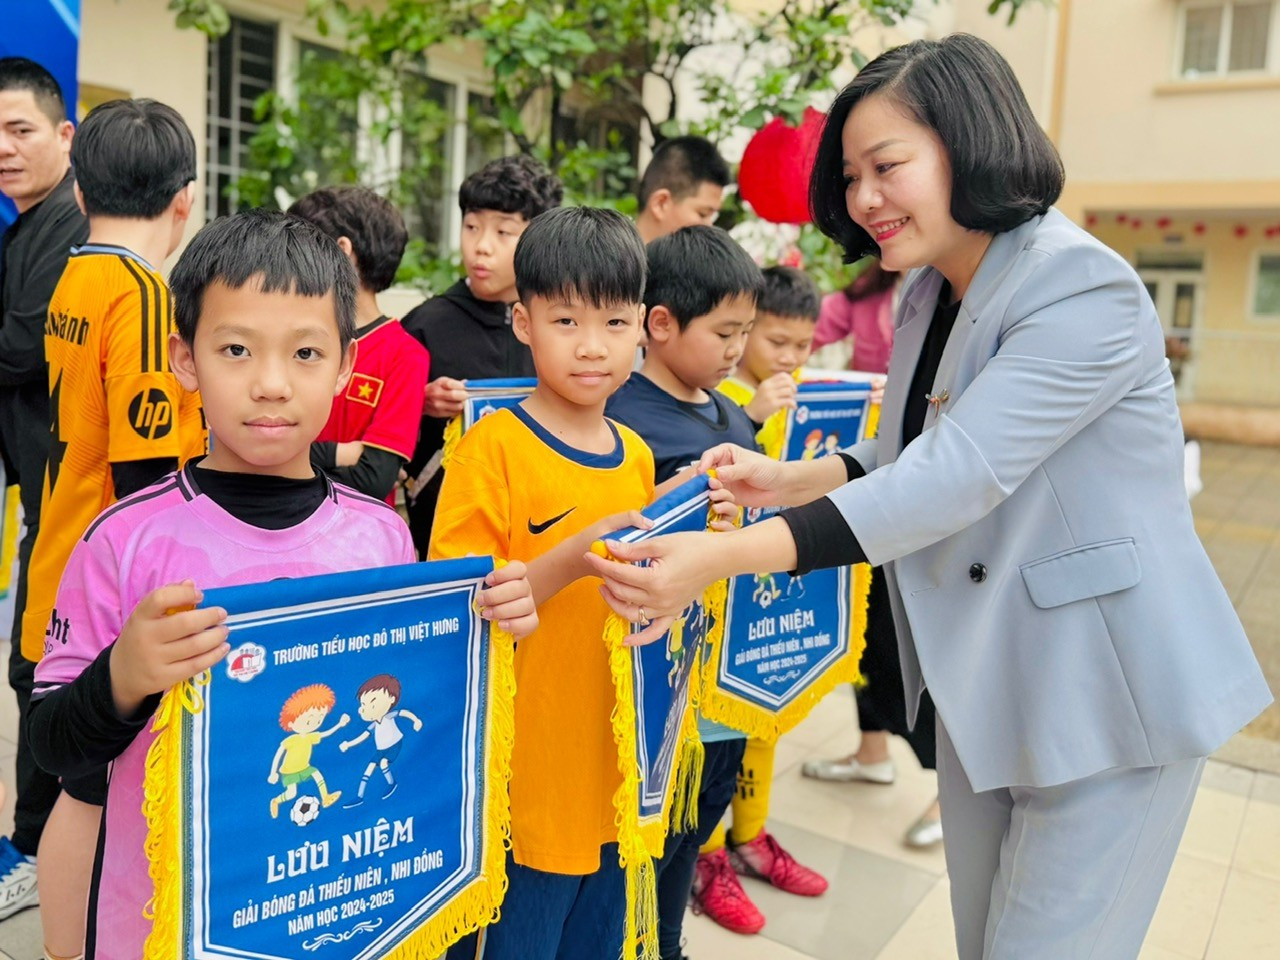 TRƯỜNG TIỂU HỌC ĐÔ THỊ VIỆT HƯNG
LƯU NIỆM
GIẢI BÓNG ĐÁ THIẾU NIÊN , NHI ĐỒNG
NĂM HỌC 2024-2025
LƯU NIỆM
GIẢI BÓNG ĐÁ THIẾU NIÊN , NHI ĐỒNG
NĂM HỌC 2024-2025
hp